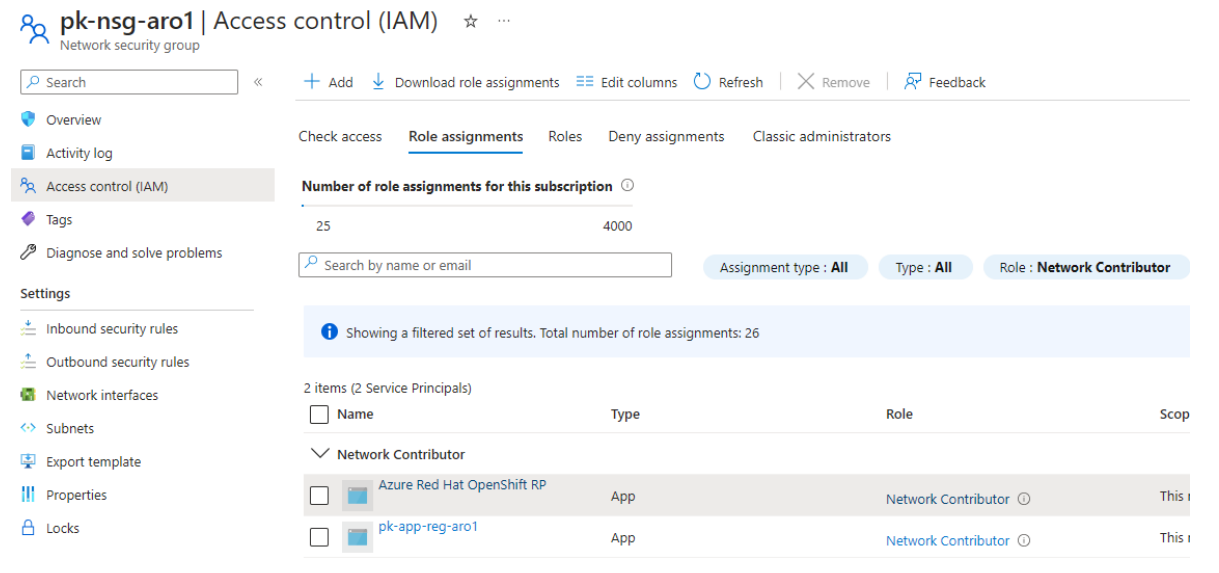 pk-nsg-aro1 | Access control (IAM)
Network security group
Search
Overview
Activity log
Access control (IAM)
Tags
Diagnose and solve problems
Settings
Inbound security rules
Outbound security rules
Network interfaces
Subnets
Export template
Properties
Locks
Add Download role assignments Edit columns Refresh Remove Feedback
Check access Role assignments Roles Deny assignments Classic administrators
Number of role assignments for this subscription
25 4000
Search by name or email
Assignment type : All Type : All Role : Network Contributor
Showing a filtered set of results. Total number of role assignments: 26
2 items (2 Service Principals)
Name Type Role Scop
Network Contributor
Azure Red Hat OpenShift RP App Network Contributor This
pk-app-reg-aro1 App Network Contributor This